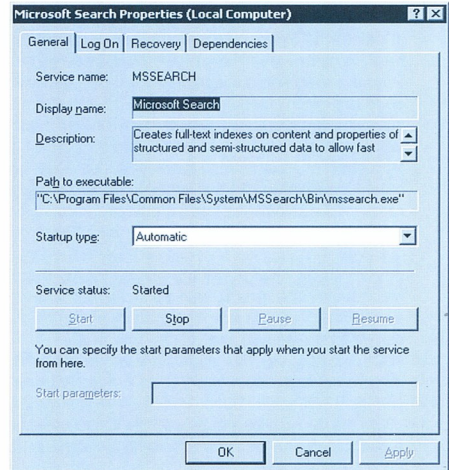 Microsoft Search Properties (Local Computer)
General Log On Recovery Dependencies
Service name: MSSEARCH
Display name: Microsoft Search
Description: Creates full-text indexes on content and properties of
structured and semi-structured data to allow fast
Path to executable:
"C:\Program Files\Common Files\System\MSSearch\Bin\mssearch.exe"
Startup type: Automatic
Service status: Started
Start Stop Pause Resume
You can specify the start parameters that apply when you start the service
from here.
Start parameters:
OK Cancel Apply